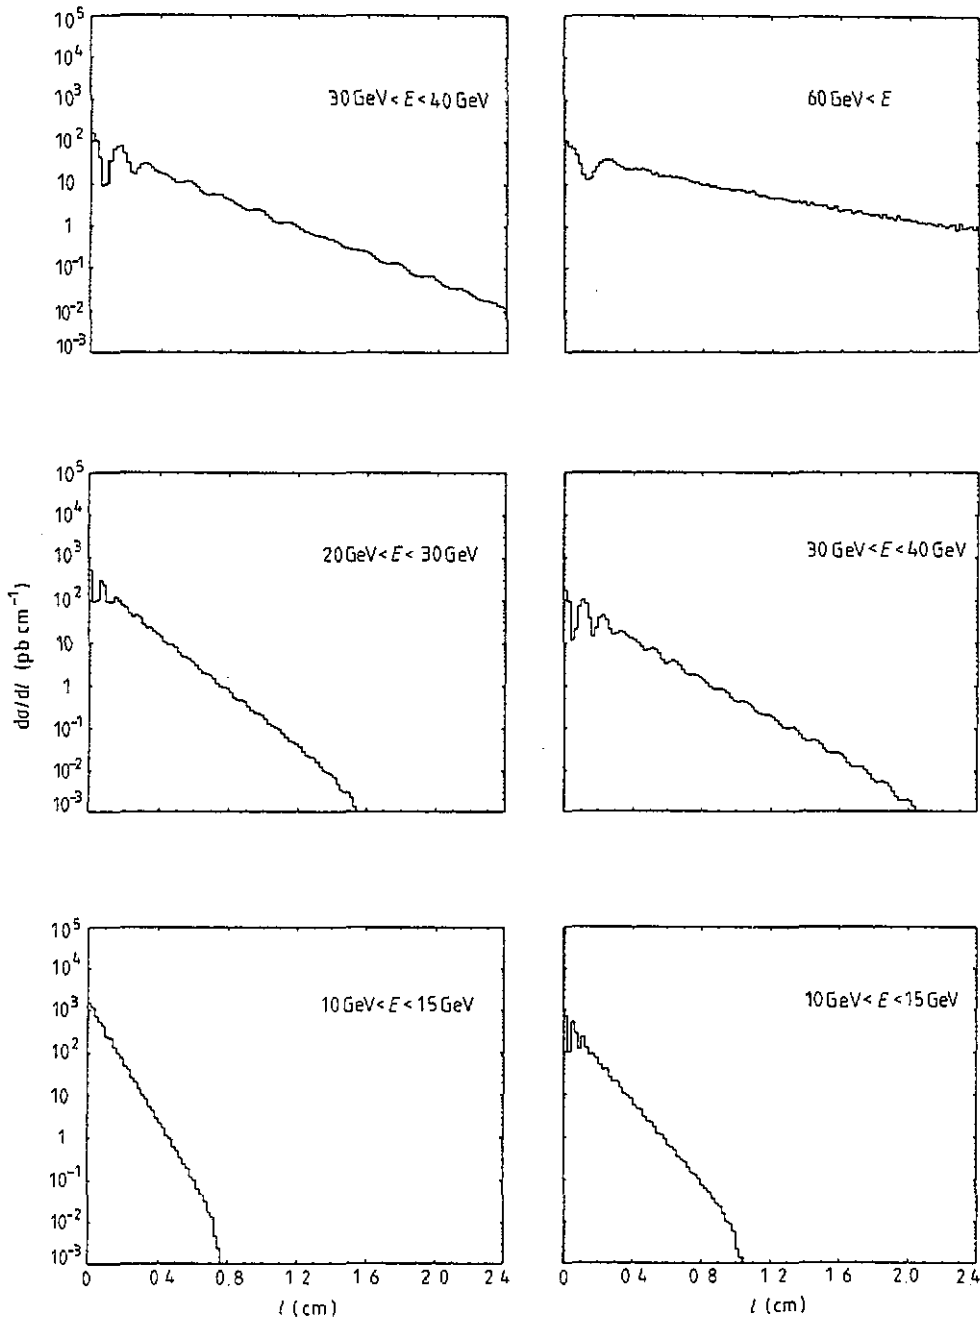 10⁵
10⁴
10³
10²
10
1
10⁻¹
10⁻²
10⁻³
30 GeV < E < 40 GeV
60 GeV < E
10⁵
10⁴
10³
10²
10
1
10⁻¹
10⁻²
10⁻³
dσ/dl (pb cm⁻¹)
20 GeV < E < 30 GeV
30 GeV < E < 40 GeV
10⁵
10⁴
10³
10²
10
1
10⁻¹
10⁻²
10⁻³
10 GeV < E < 15 GeV
10 GeV < E < 15 GeV
0 0 4 0 8 1 2 1 6 2 0 2 4
l (cm)
0 0 4 0 8 1 2 1 6 2.0 2 4
l (cm)